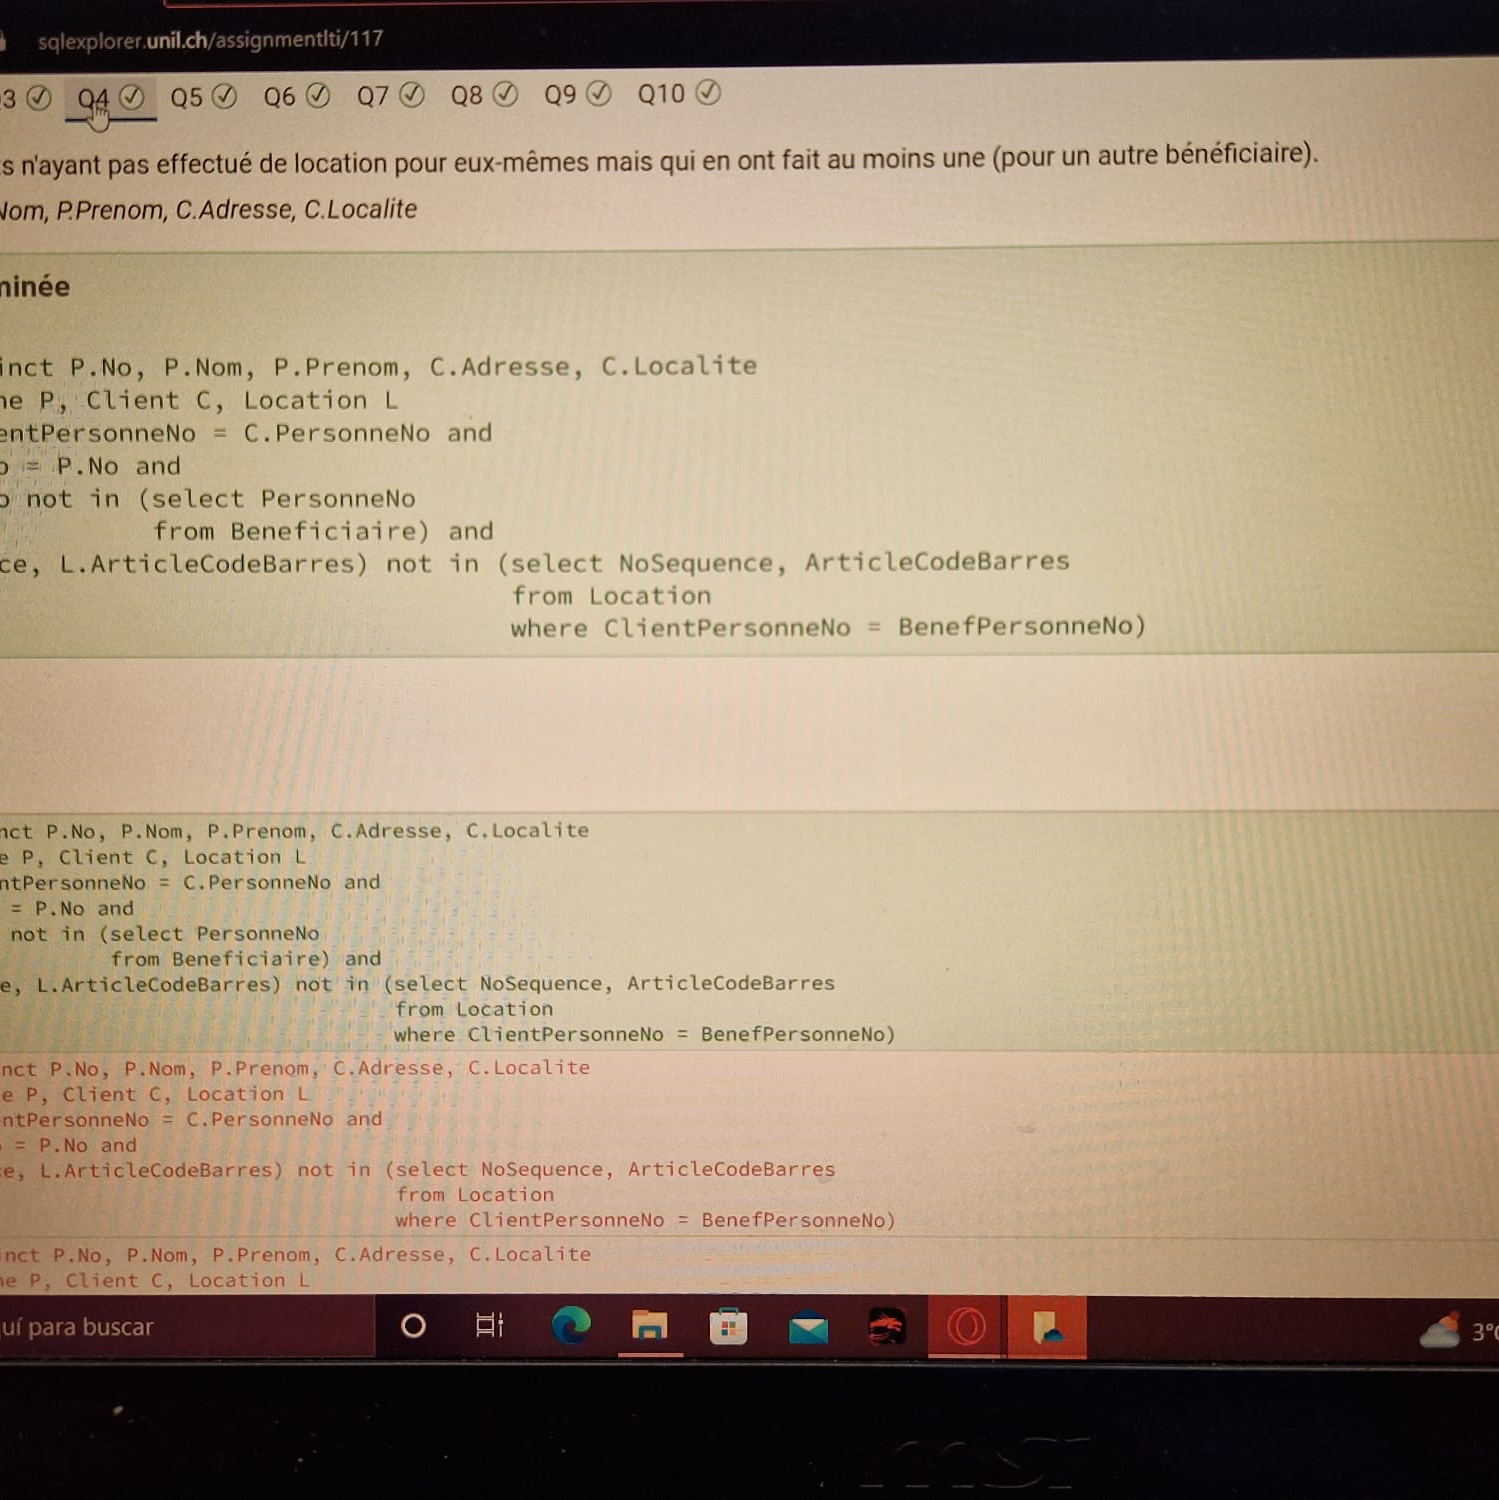 sqlexplorer.unil.ch/assignmentlti/117
3 Q4 Q5 Q6 Q7 Q8 Q9 Q10
s n'ayant pas effectué de location pour eux-mêmes mais qui en ont fait au moins une (pour un autre bénéficiaire).
Nom, P.Prenom, C.Adresse, C.Localite
minée
inct P.No, P.Nom, P.Prenom, C.Adresse, C.Localite
ne P, Client C, Location L
entPersonneNo = C.PersonneNo and
o = P.No and
o not in (select PersonneNo
from Beneficiaire) and
ce, L.ArticleCodeBarres) not in (select NoSequence, ArticleCodeBarres
from Location
where ClientPersonneNo = BenefPersonneNo)
nct P.No, P.Nom, P.Prenom, C.Adresse, C.Localite
e P, Client C, Location L
ntPersonneNo = C.PersonneNo and
= P.No and
not in (select PersonneNo
from Beneficiaire) and
e, L.ArticleCodeBarres) not in (select NoSequence, ArticleCodeBarres
from Location
where ClientPersonneNo = BenefPersonneNo)
nct P.No, P.Nom, P.Prenom, C.Adresse, C.Localite
e P, Client C, Location L
ntPersonneNo = C.PersonneNo and
= P.No and
e, L.ArticleCodeBarres) not in (select NoSequence, ArticleCodeBarres
from Location
where ClientPersonneNo = BenefPersonneNo)
inct P.No, P.Nom, P.Prenom, C.Adresse, C.Localite
ne P, Client C, Location L
uí para buscar
3°C